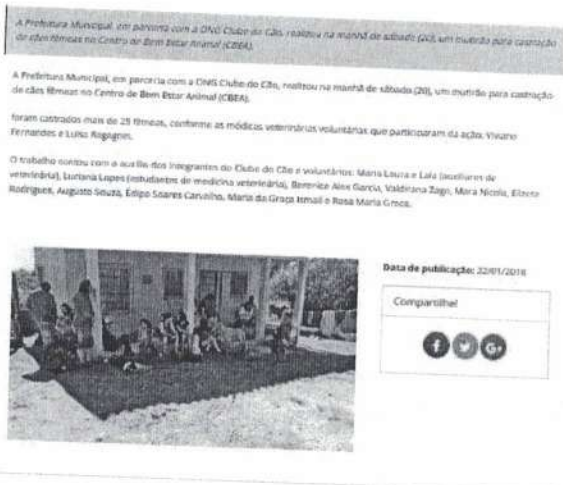 A Prefeitura Municipal, em parceria com a ONG Clube do Cão, realizou na manhã de sábado (20), um mutirão para castração
de cães fêmeas no Centro de Bem Estar Animal (CBEA).
A Prefeitura Municipal, em parceria com a ONG Clube do Cão, realizou na manhã de sábado (20), um mutirão para castração
de cães fêmeas no Centro de Bem Estar Animal (CBEA).
foram castrados mais de 25 fêmeas, conforme as médicas veterinárias voluntárias que participaram da ação, Viviane
Fernandes e Luisa
O trabalho contou com o auxílio dos integrantes do Clube do Cão e voluntários: Maria Laura e Lala (auxiliares de
veterinária), Luciana Lopes (estudantes de medicina veterinária), Berenice Alex Garcia, Valdirana Zago, Mara Nicola,
Rodrigues, Augusto Souza, Édipo Soares Carvalho, Maria da Graça Ismail e Rosa Maria
Data de publicação: 22/01/2018
Compartilhe!
f
G+